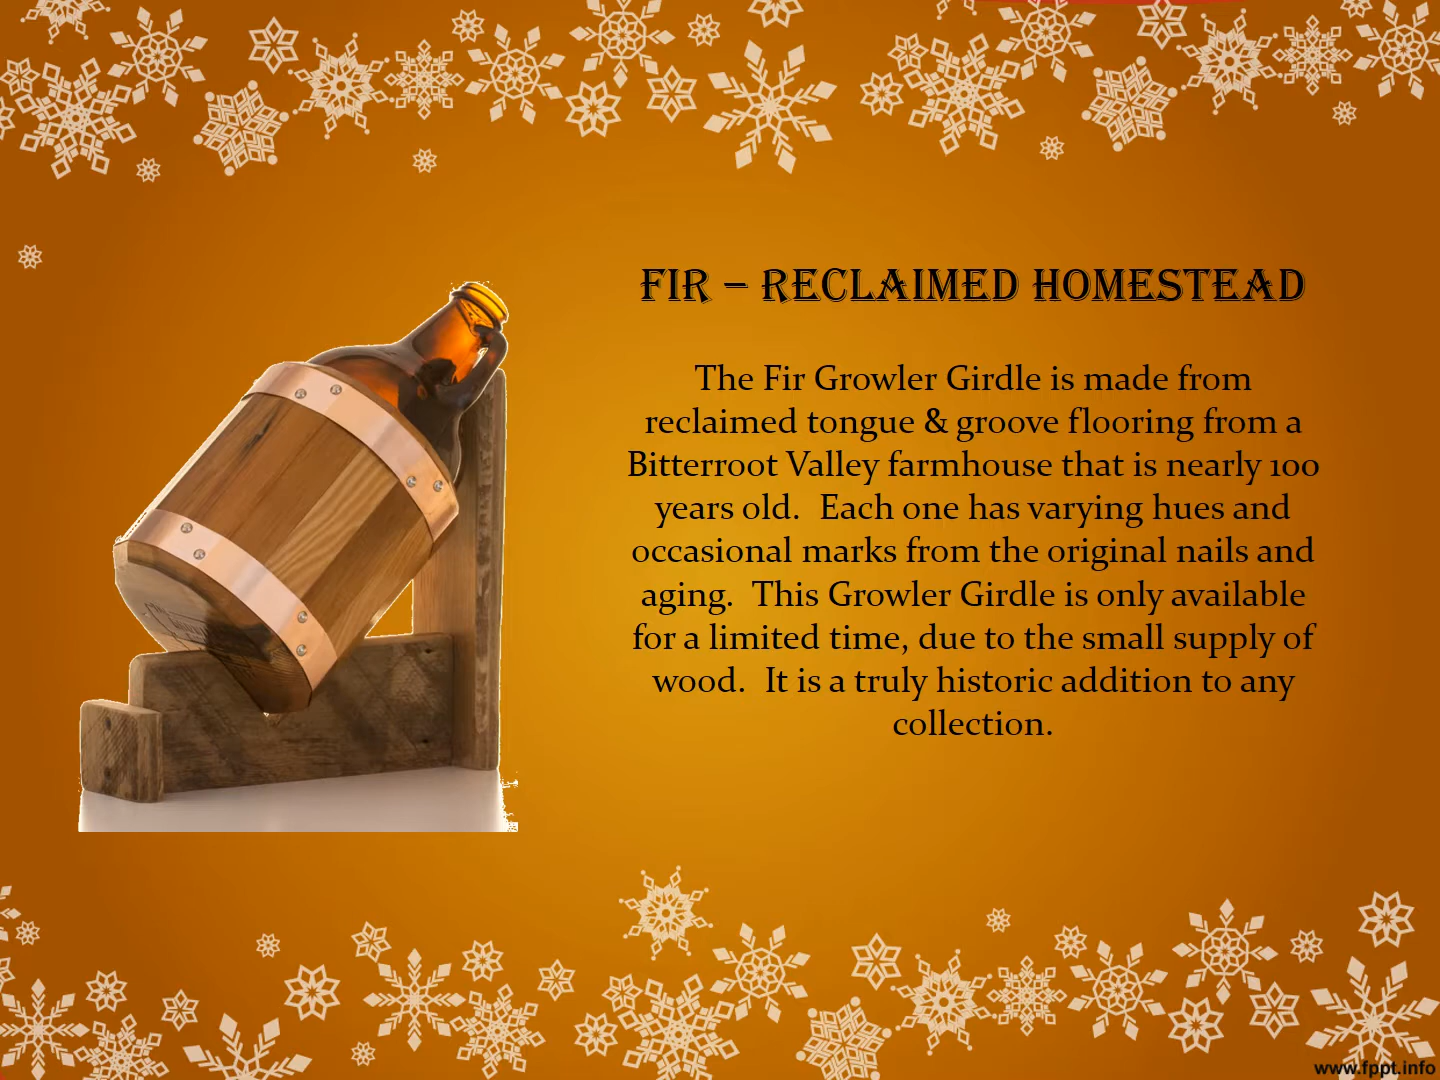 FIR – RECLAIMED HOMESTEAD
The Fir Growler Girdle is made from
reclaimed tongue & groove flooring from a
Bitterroot Valley farmhouse that is nearly 100
years old.  Each one has varying hues and
occasional marks from the original nails and
aging.  This Growler Girdle is only available
for a limited time, due to the small supply of
wood.  It is a truly historic addition to any
collection.
www.fppt.info